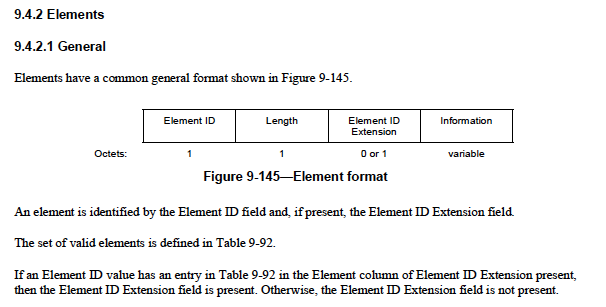 9.4.2 Elements
9.4.2.1 General
Elements have a common general format shown in Figure 9-145.
Element ID Length Element ID Extension Information
Octets: 1 1 0 or 1 variable
Figure 9-145—Element format
An element is identified by the Element ID field and, if present, the Element ID Extension field.
The set of valid elements is defined in Table 9-92.
If an Element ID value has an entry in Table 9-92 in the Element column of Element ID Extension present,
then the Element ID Extension field is present. Otherwise, the Element ID Extension field is not present.